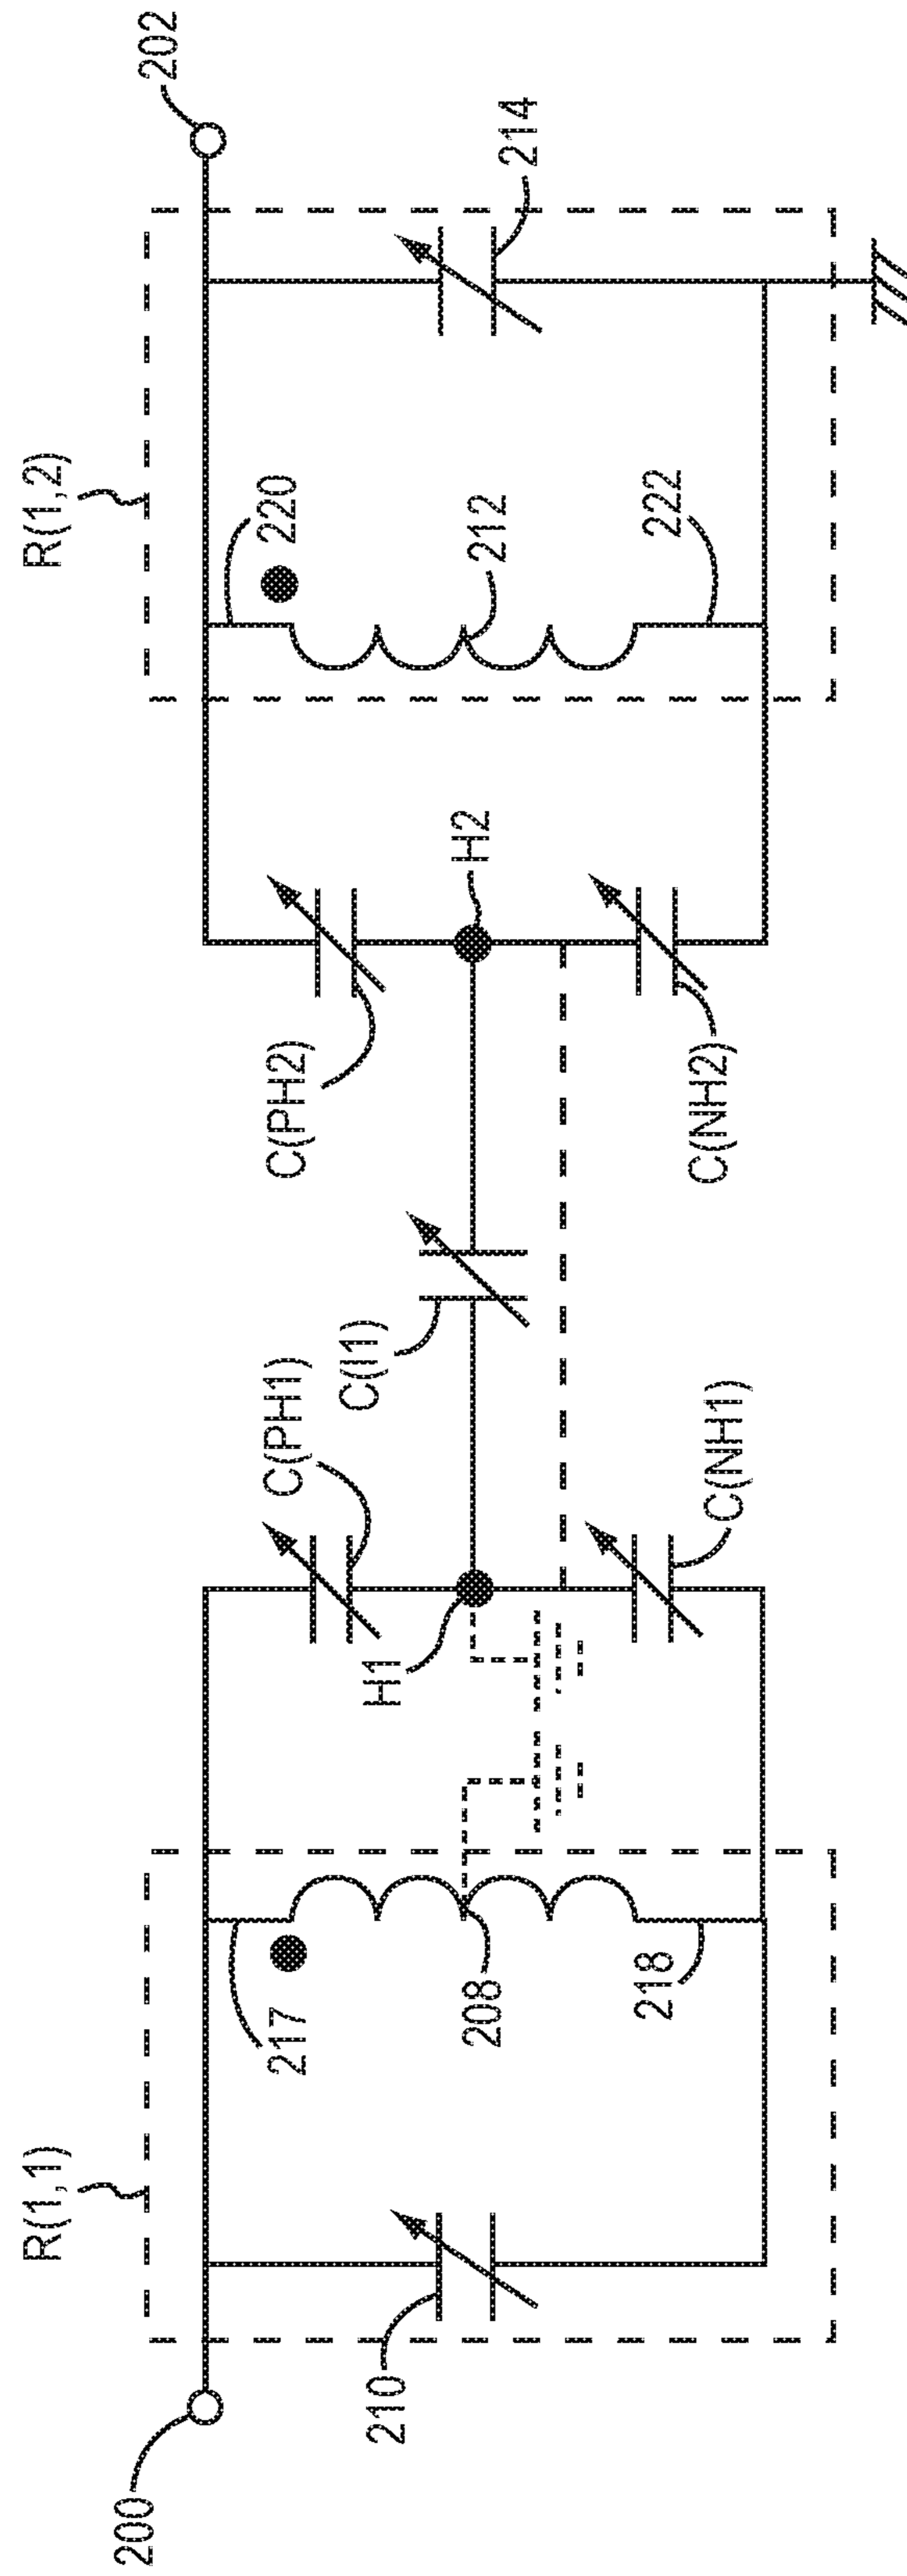 R(1,1)
R(1,2)
200
202
217
220
C(PH1)
C(PH2)
210
208
H1
C(I1)
H2
212
214
218
C(NH1)
C(NH2)
222